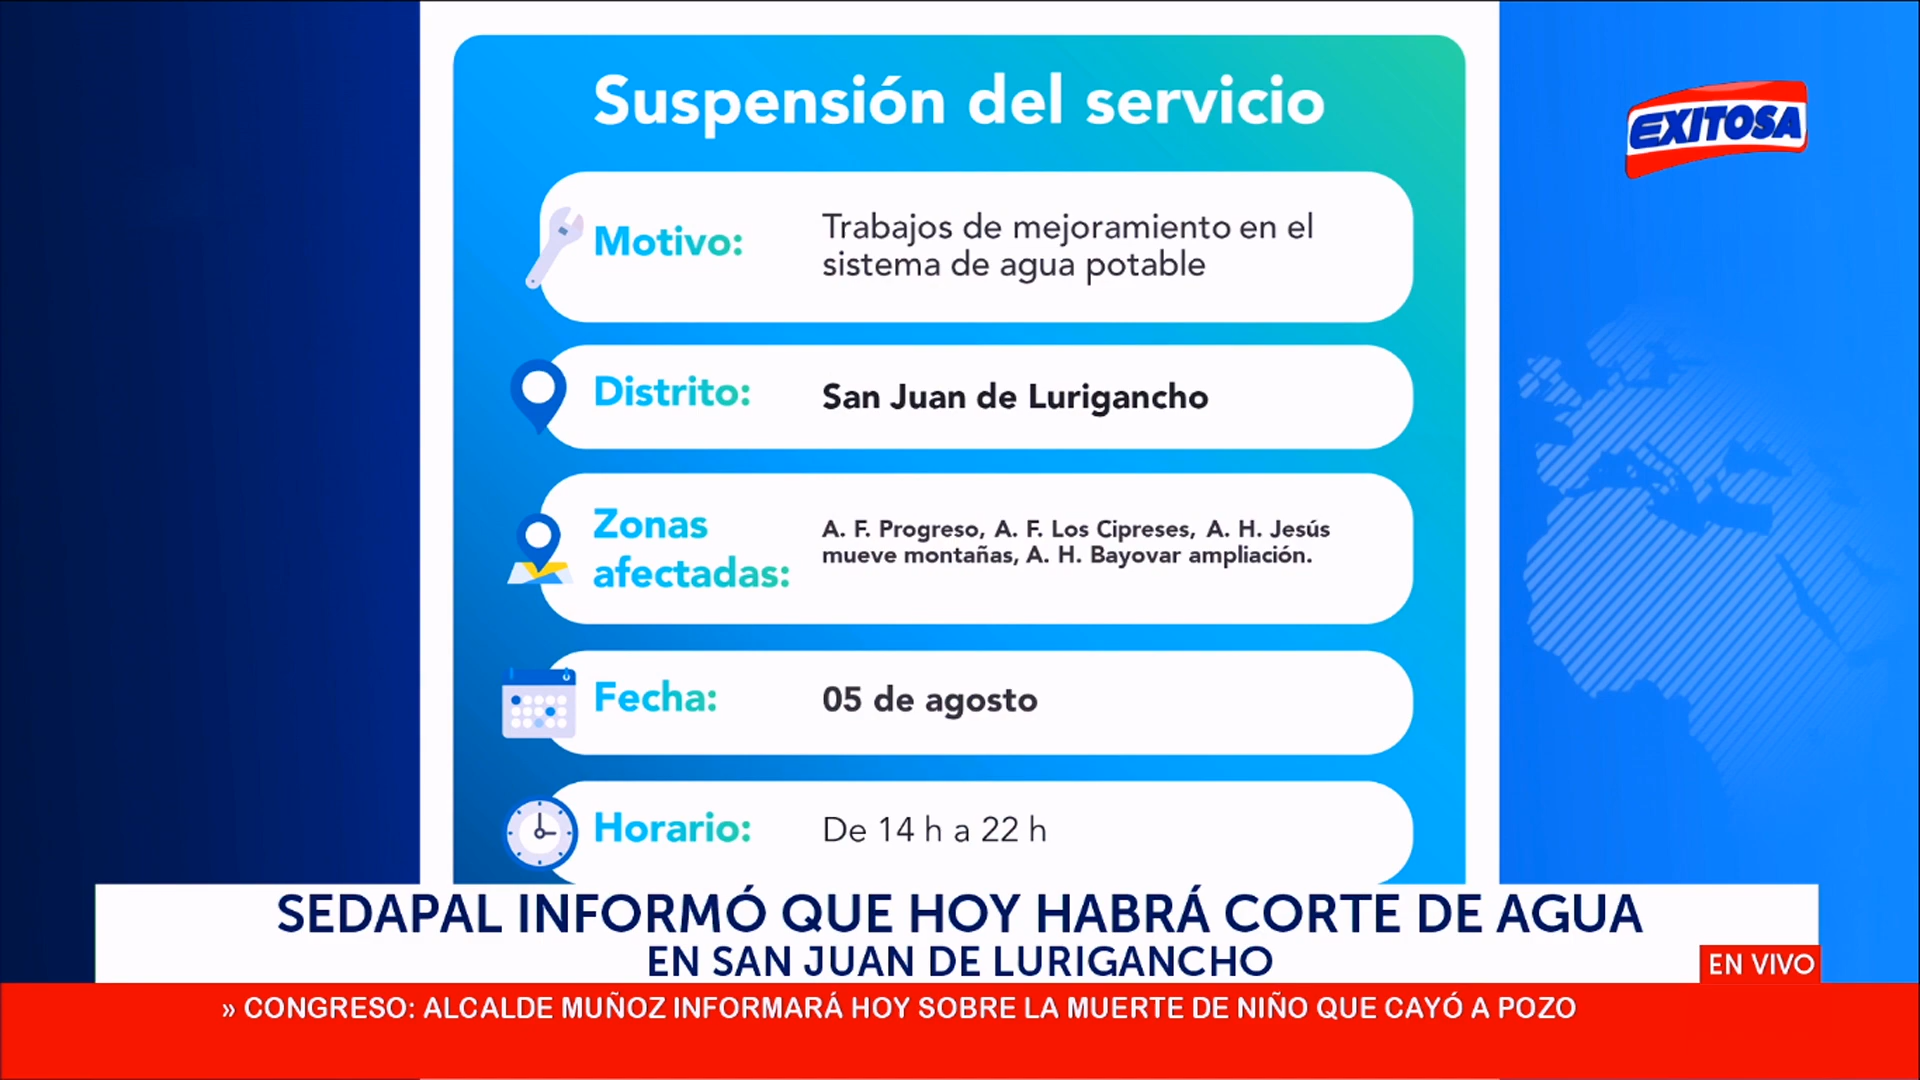 Suspensión del servicio
EXITOSA
Motivo:
Trabajos de mejoramiento en el
sistema de agua potable
Distrito:
San Juan de Lurigancho
Zonas
afectadas:
A. F. Progreso, A. F. Los Cipreses, A. H. Jesús
mueve montañas, A. H. Bayovar ampliación.
Fecha:
05 de agosto
Horario:
De 14 h a 22 h
SEDAPAL INFORMÓ QUE HOY HABRÁ CORTE DE AGUA
EN SAN JUAN DE LURIGANCHO
EN VIVO
» CONGRESO: ALCALDE MUÑOZ INFORMARÁ HOY SOBRE LA MUERTE DE NIÑO QUE CAYÓ A POZO